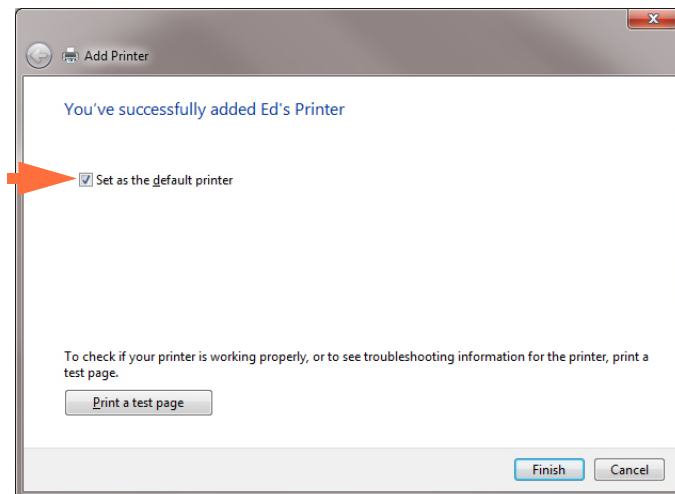 Add Printer
You've successfully added Ed's Printer
Set as the default printer
To check if your printer is working properly, or to see troubleshooting information for the printer, print a
test page.
Print a test page
Finish Cancel